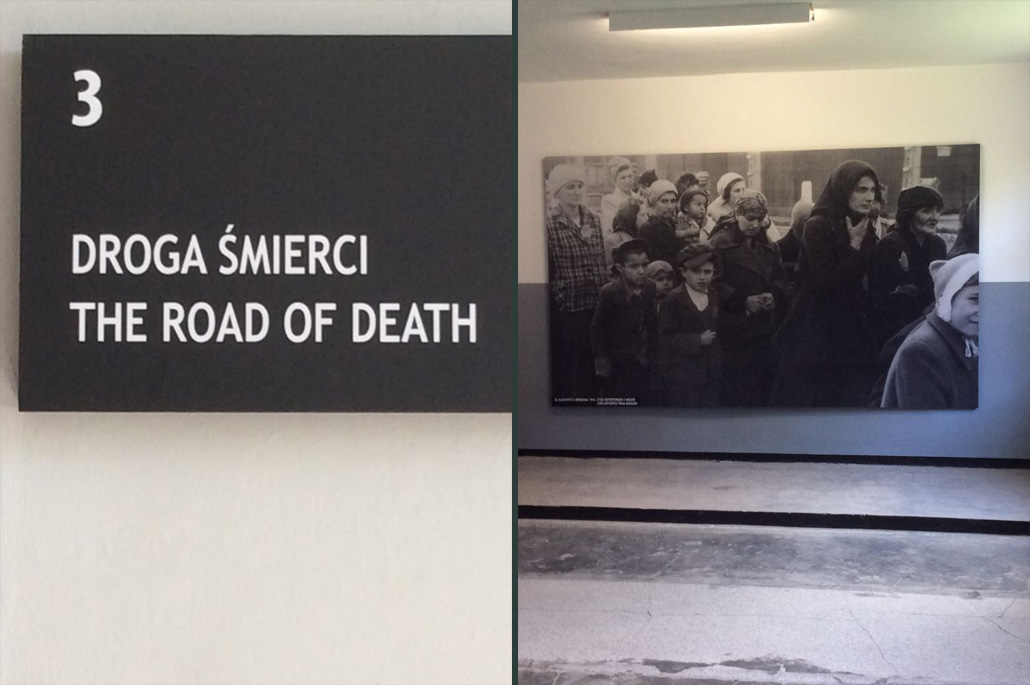 3
DROGA ŚMIERCI
THE ROAD OF DEATH